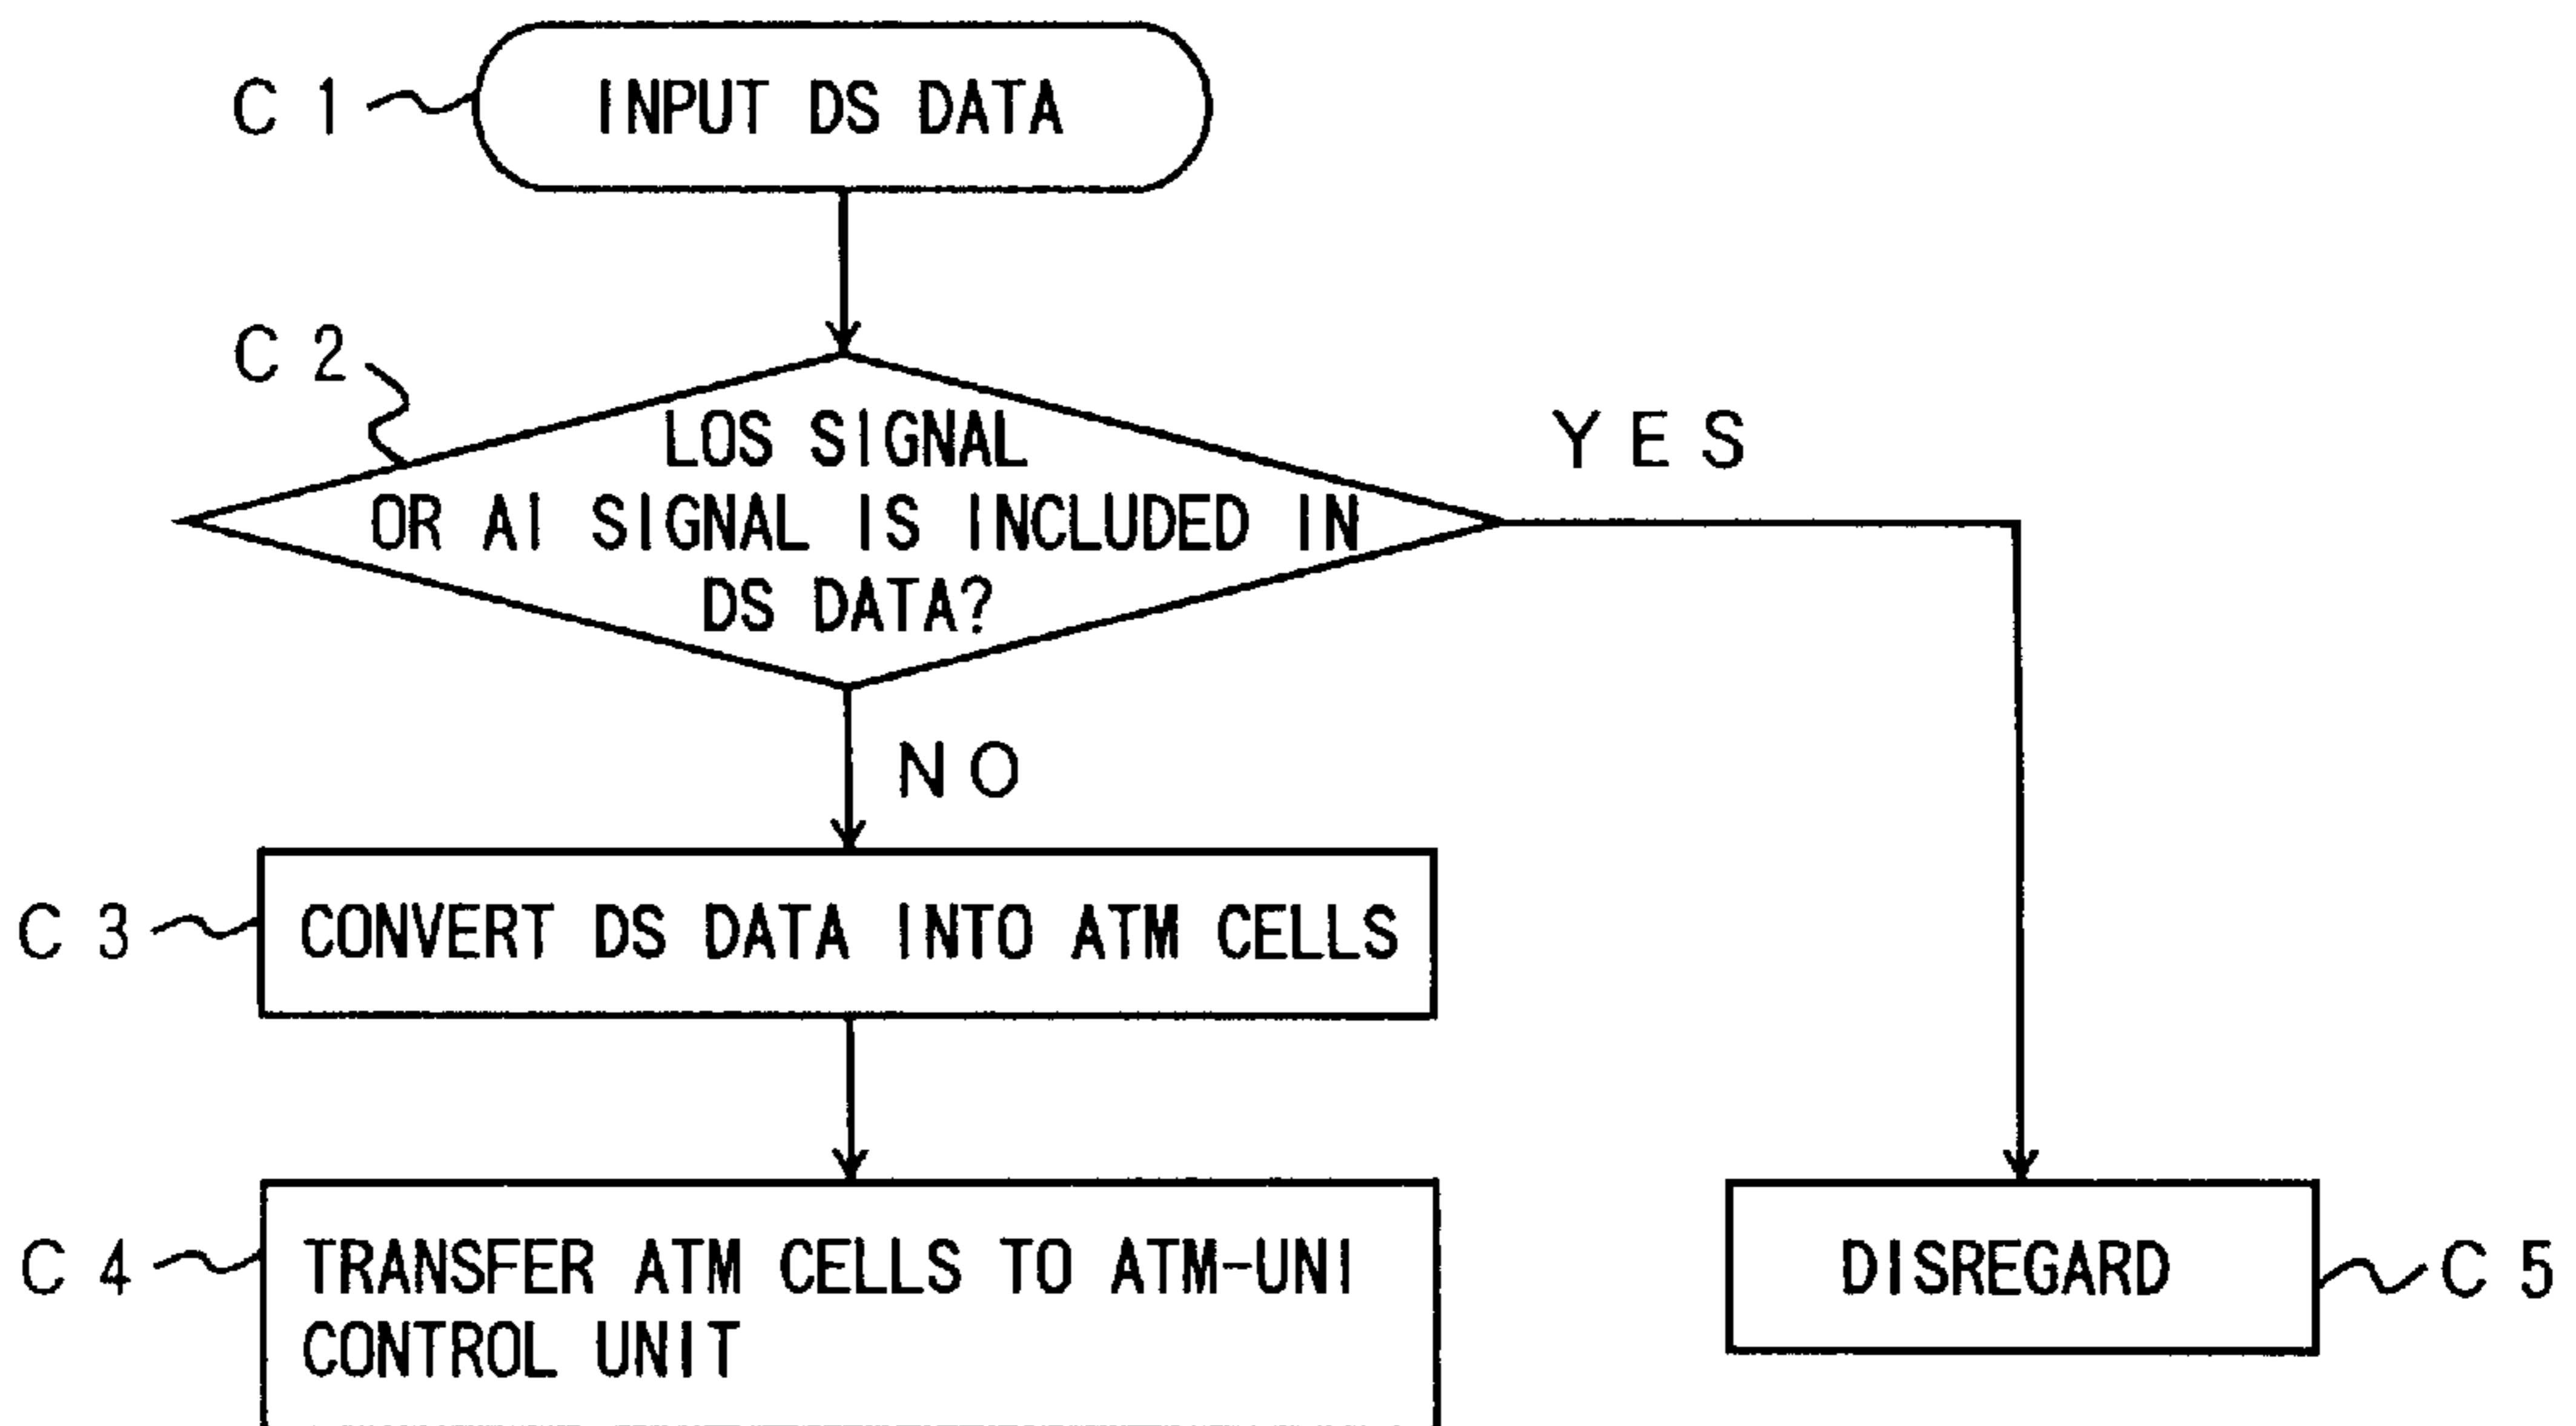 C 1
INPUT DS DATA
C 2
LOS SIGNAL
OR AI SIGNAL IS INCLUDED IN
DS DATA?
YES
NO
C 3
CONVERT DS DATA INTO ATM CELLS
C 4
TRANSFER ATM CELLS TO ATM-UNI
CONTROL UNIT
DISREGARD
C 5